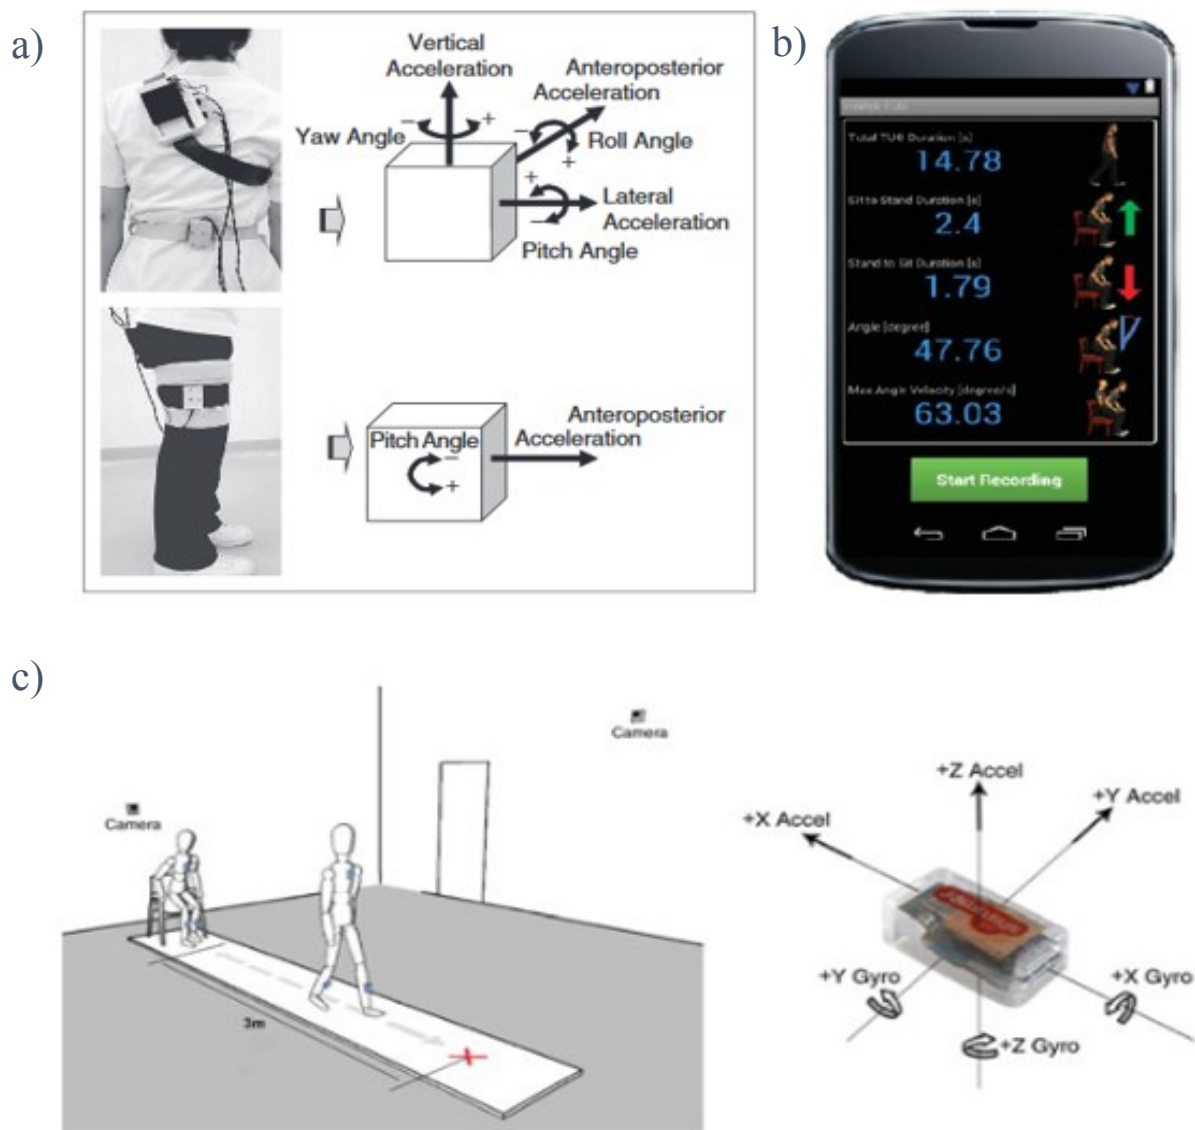 a)
Vertical
Acceleration
Anteroposterior
Acceleration
Yaw Angle
−
+
−
Roll Angle
+
+
Lateral
Acceleration
−
Pitch Angle
Pitch Angle
−
+
Anteroposterior
Acceleration
b)
Total TUG Duration [s]
14.78
Sit to Stand Duration [s]
2.4
Stand to Sit Duration [s]
1.79
Angle [degree]
47.76
Max Angle Velocity [degree/s]
63.03
Start Recording
c)
Camera
Camera
3m
+Z Accel
+Y Accel
+X Accel
+Y Gyro
+X Gyro
+Z Gyro